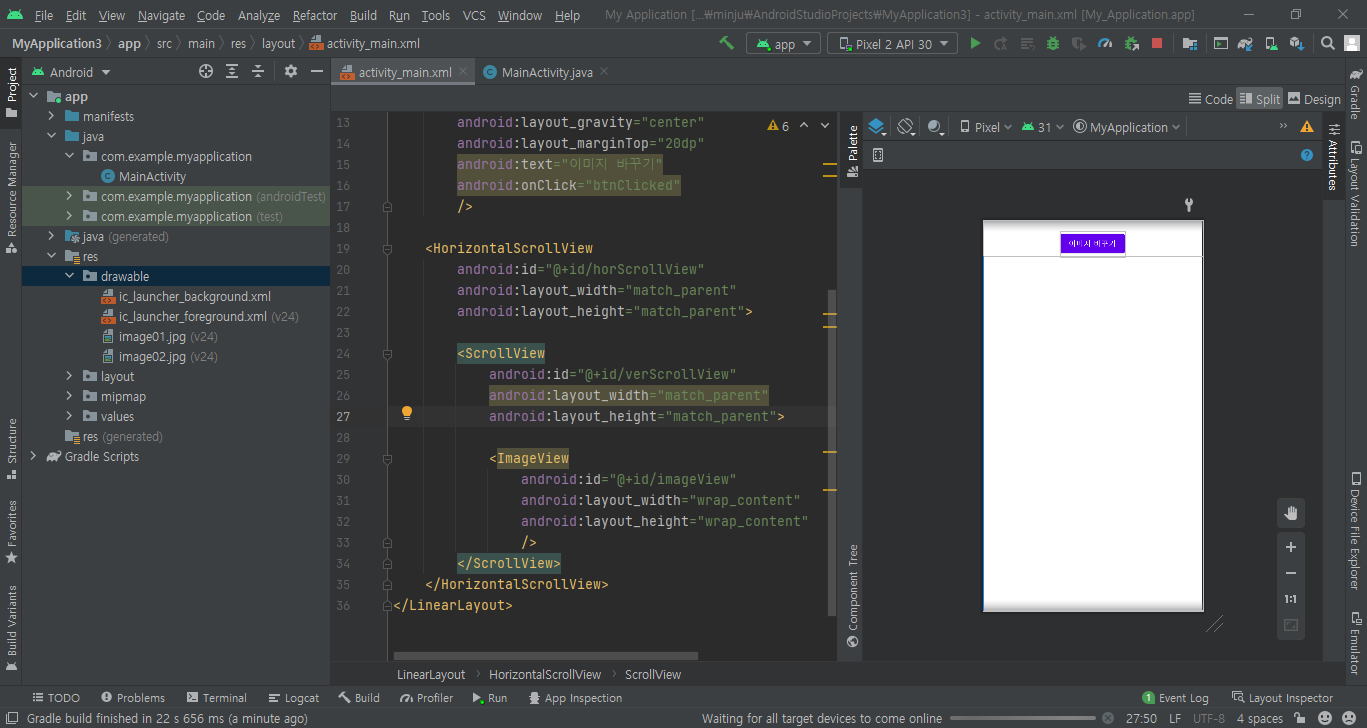 File Edit View Navigate Code Analyze Refactor Build Run Tools VCS Window Help My Application [...₩minju₩AndroidStudioProjects₩MyApplication3] - activity_main.xml [My_Application.app]
MyApplication3 app src main res layout activity_main.xml app Pixel 2 API 30
Project
Resource Manager
Structure
Favorites
Build Variants
Android
app
manifests
java
com.example.myapplication
MainActivity
com.example.myapplication (androidTest)
com.example.myapplication (test)
java (generated)
res
drawable
ic_launcher_background.xml
ic_launcher_foreground.xml (v24)
image01.jpg (v24)
image02.jpg (v24)
layout
mipmap
values
res (generated)
Gradle Scripts
activity_main.xml MainActivity.java
Code Split Design
6
13 android:layout_gravity="center"
14 android:layout_marginTop="20dp"
15 android:text="이미지 바꾸기"
16 android:onClick="btnClicked"
17 />
18
19 <HorizontalScrollView
20 android:id="@+id/horScrollView"
21 android:layout_width="match_parent"
22 android:layout_height="match_parent">
23
24 <ScrollView
25 android:id="@+id/verScrollView"
26 android:layout_width="match_parent"
27 android:layout_height="match_parent">
28
29 <ImageView
30 android:id="@+id/imageView"
31 android:layout_width="wrap_content"
32 android:layout_height="wrap_content"
33 />
34 </ScrollView>
35 </HorizontalScrollView>
36 </LinearLayout>
LinearLayout HorizontalScrollView ScrollView
Palette
Component Tree
Pixel 31 MyApplication
이미지 바꾸기
1:1
Attributes
Gradle
Layout Validation
Device File Explorer
Emulator
TODO Problems Terminal Logcat Build Profiler Run App Inspection 1 Event Log Layout Inspector
Gradle build finished in 22 s 656 ms (a minute ago) Waiting for all target devices to come online 27:50 LF UTF-8 4 spaces